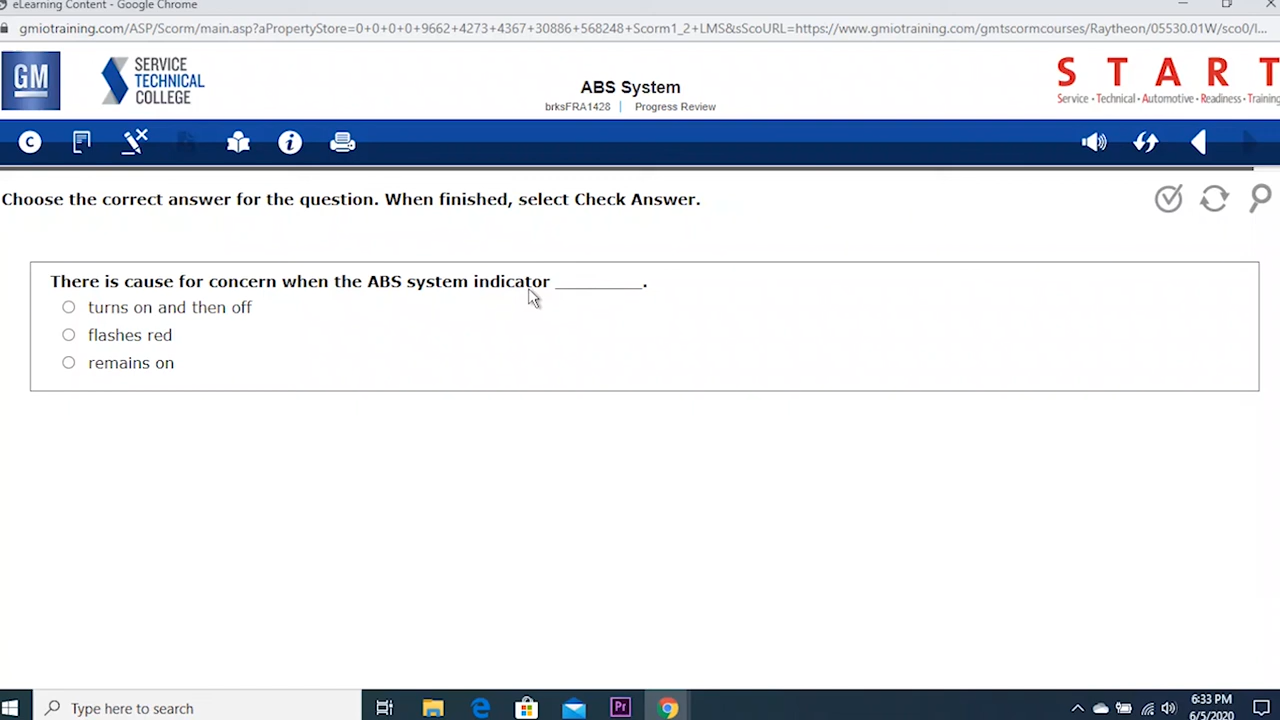 eLearning Content - Google Chrome
gmiotraining.com/ASP/Scorm/main.asp?aPropertyStore=0+0+0+0+9662+4273+4367+30886+568248+Scorm1_2+LMS&sScoURL=https://www.gmiotraining.com/gmtscormcourses/Raytheon/05530.01W/sco0/l...
GM
SERVICE
TECHNICAL
COLLEGE
ABS System
brksFRA1428 | Progress Review
START
Service • Technical • Automotive • Readiness • Training
C
Choose the correct answer for the question. When finished, select Check Answer.
There is cause for concern when the ABS system indicator __________.
turns on and then off
flashes red
remains on
Type here to search
Pr
6:33 PM
6/5/2020